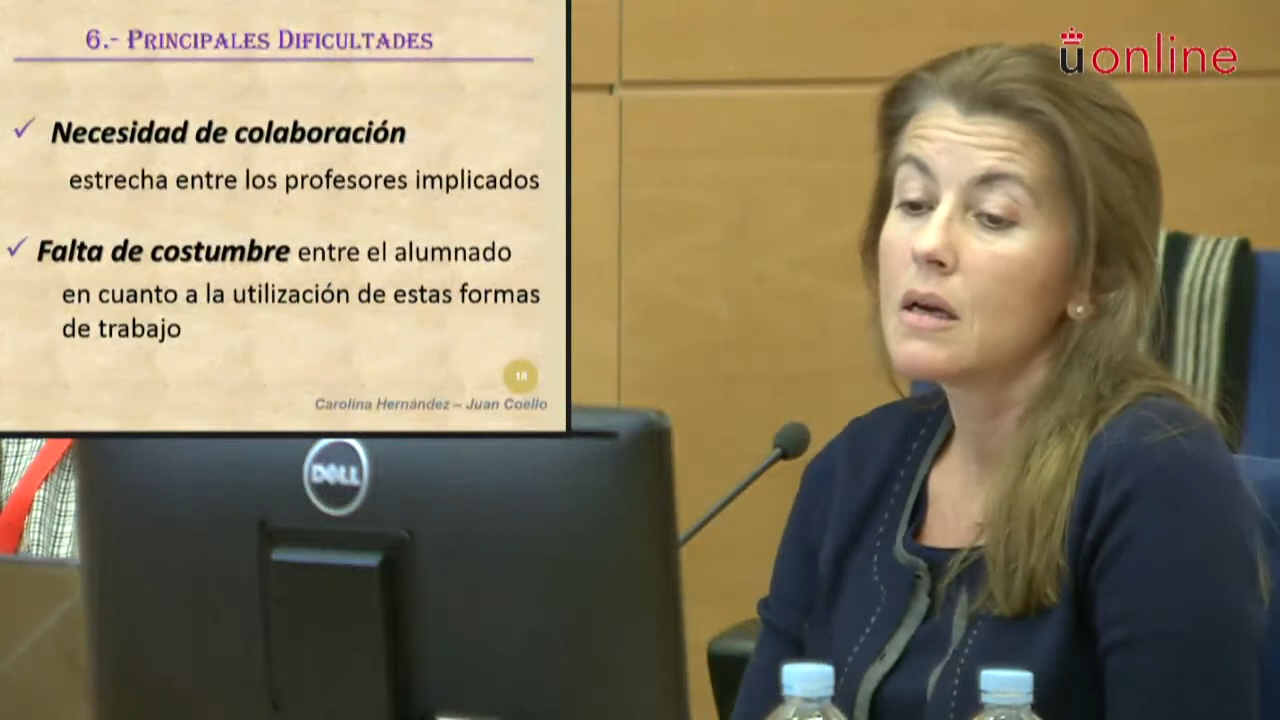 6.- Principales Dificultades
✓ Necesidad de colaboración
estrecha entre los profesores implicados
✓ Falta de costumbre entre el alumnado
en cuanto a la utilización de estas formas
de trabajo
18
Carolina Hernández – Juan Coello
uonline
DELL